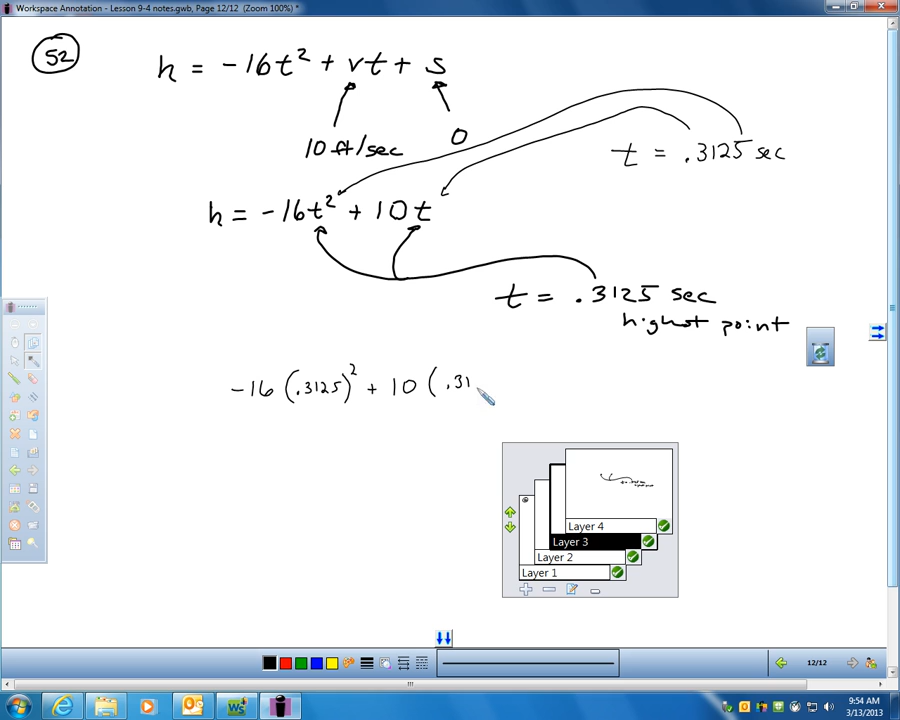 Workspace Annotation - Lesson 9-4 notes.gwb, Page 12/12 (Zoom 100%) *
52
h = -16t² + vt + s
10 ft/sec
0
t = .3125 sec
h = -16t² + 10t
t = .3125 sec
highest point
-16 (.3125)² + 10 (.31
Layer 4
Layer 3
Layer 2
Layer 1
12/12
9:54 AM
3/13/2013